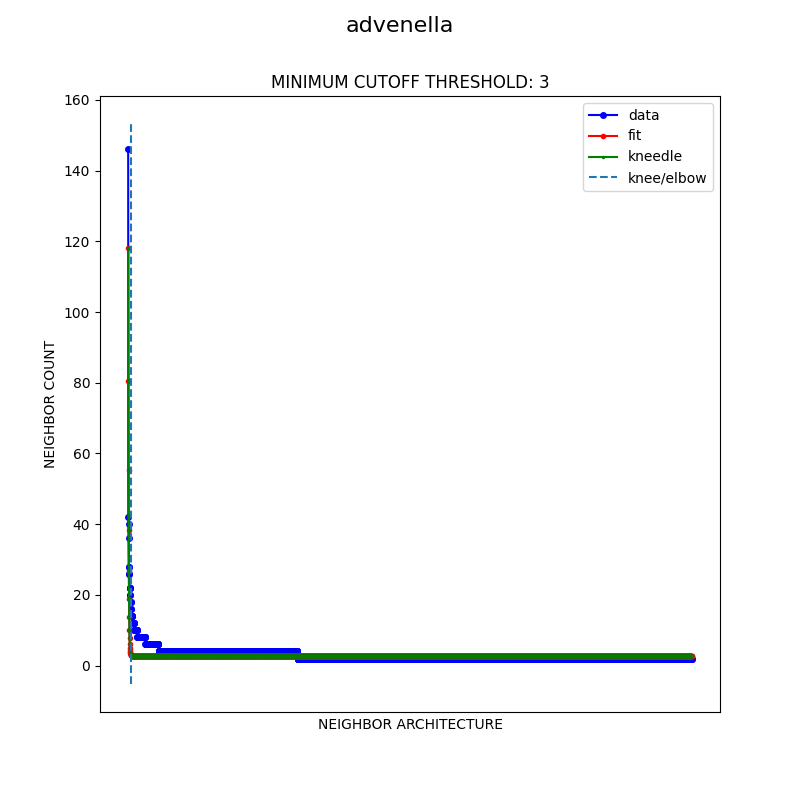 advenella
MINIMUM CUTOFF THRESHOLD: 3
160
140
120
100
80
60
40
20
0
NEIGHBOR COUNT
NEIGHBOR ARCHITECTURE
data
fit
kneedle
knee/elbow